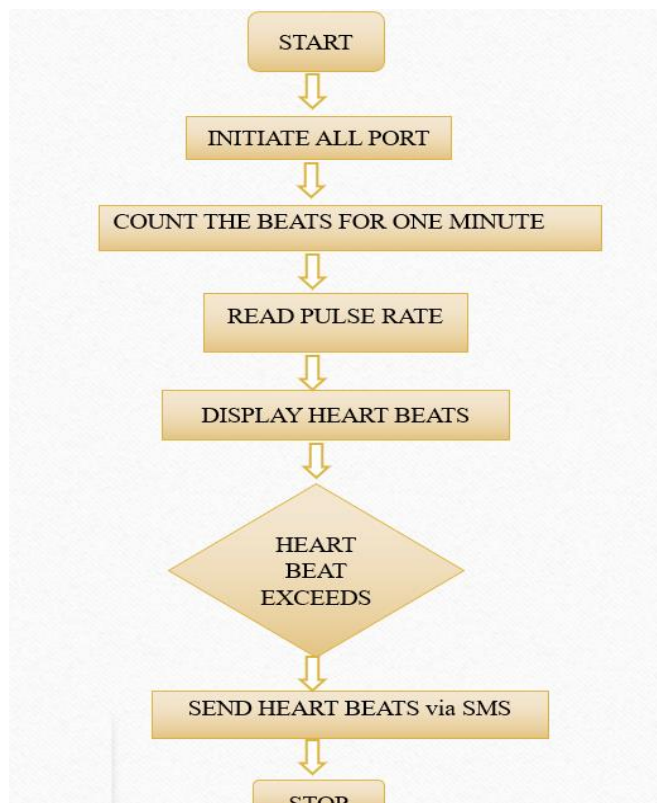 START
INITIATE ALL PORT
COUNT THE BEATS FOR ONE MINUTE
READ PULSE RATE
DISPLAY HEART BEATS
HEART
BEAT
EXCEEDS
SEND HEART BEATS via SMS
STOP